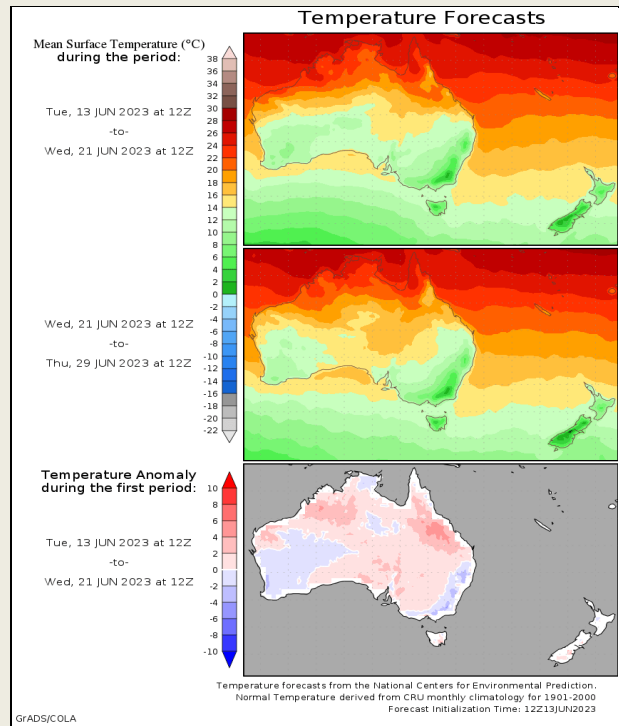 Temperature Forecasts
Mean Surface Temperature (°C)
during the period:
Tue, 13 JUN 2023 at 12Z
-to-
Wed, 21 JUN 2023 at 12Z
38
36
34
32
30
28
26
24
22
20
18
16
14
12
10
8
6
4
2
0
-2
-4
-6
-8
-10
-12
-14
-16
-18
-20
-22
Wed, 21 JUN 2023 at 12Z
-to-
Thu, 29 JUN 2023 at 12Z
Temperature Anomaly
during the first period:
Tue, 13 JUN 2023 at 12Z
-to-
Wed, 21 JUN 2023 at 12Z
10
8
6
4
2
0
-2
-4
-6
-8
-10
Temperature forecasts from the National Centers for Environmental Prediction.
Normal Temperature derived from CRU monthly climatology for 1901-2000
Forecast Initialization Time: 12Z13JUN2023
GrADS/COLA